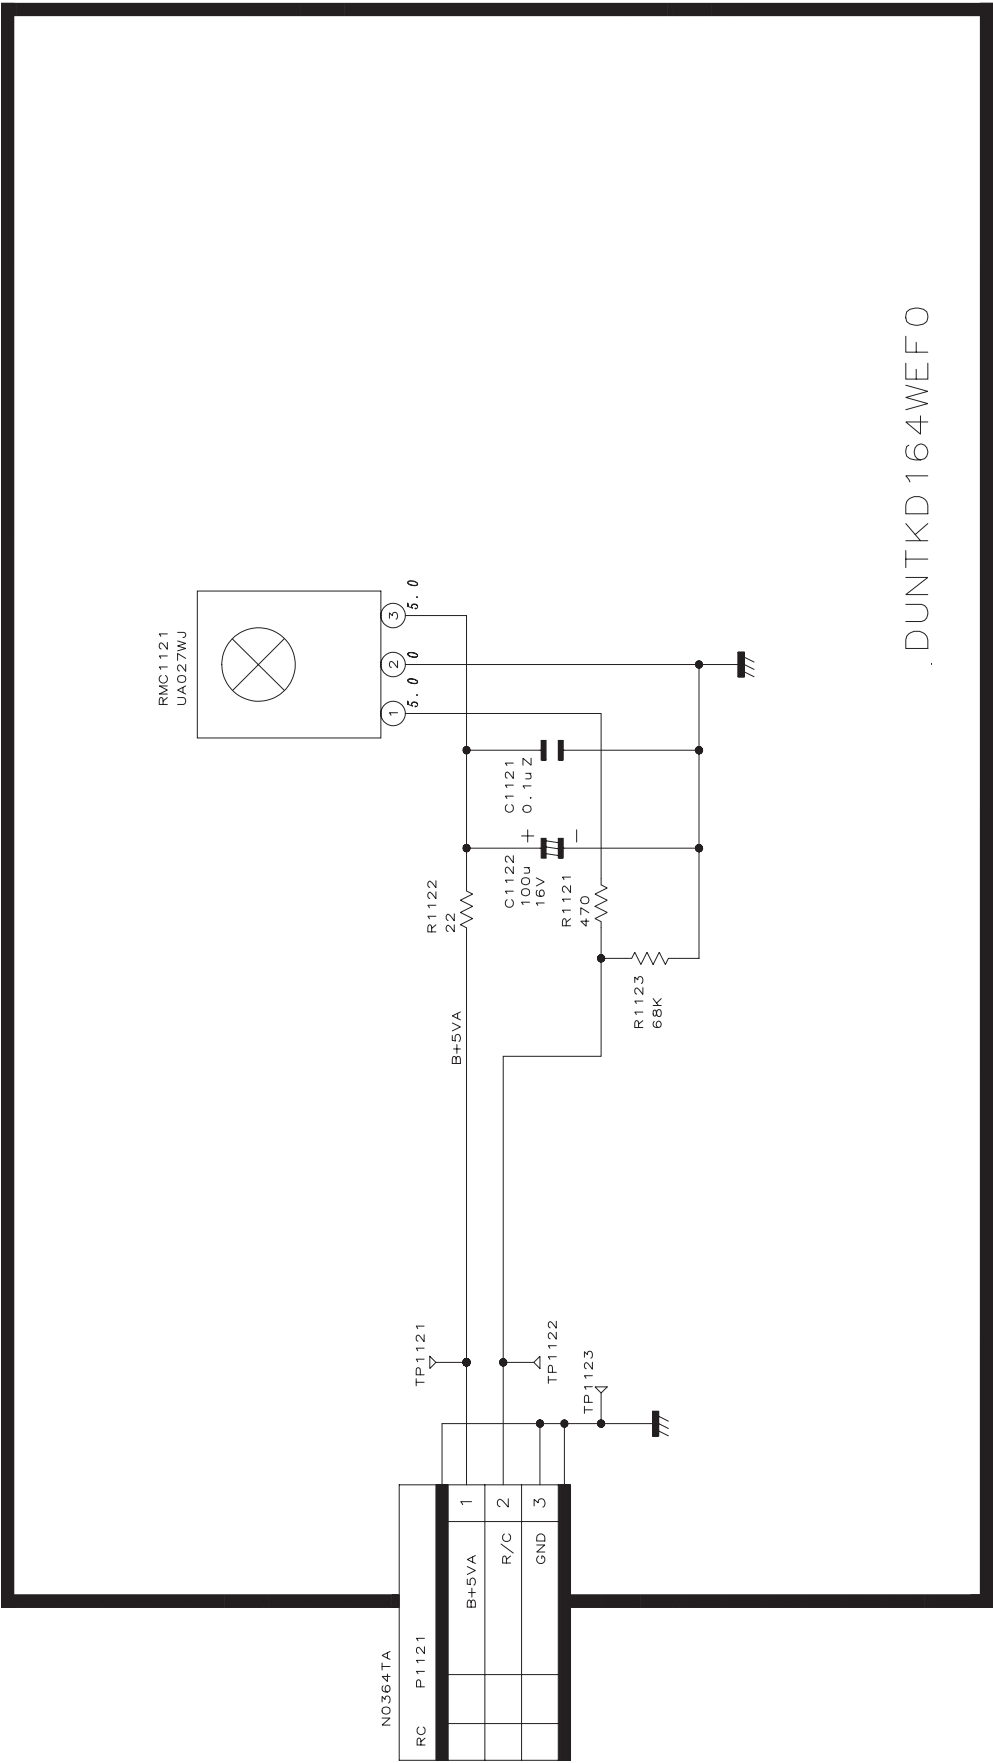 RMC1121
UA027WJ
3
5.0
2
0
1
5.0
C1121
0.1uZ
+
-
C1122
100u
16V
R1122
22
R1121
470
R1123
68K
B+5VA
TP1121
TP1122
TP1123
1
2
3
B+5VA
R/C
GND
RC P1121
N0364TA
.DUNTKD164WEF0